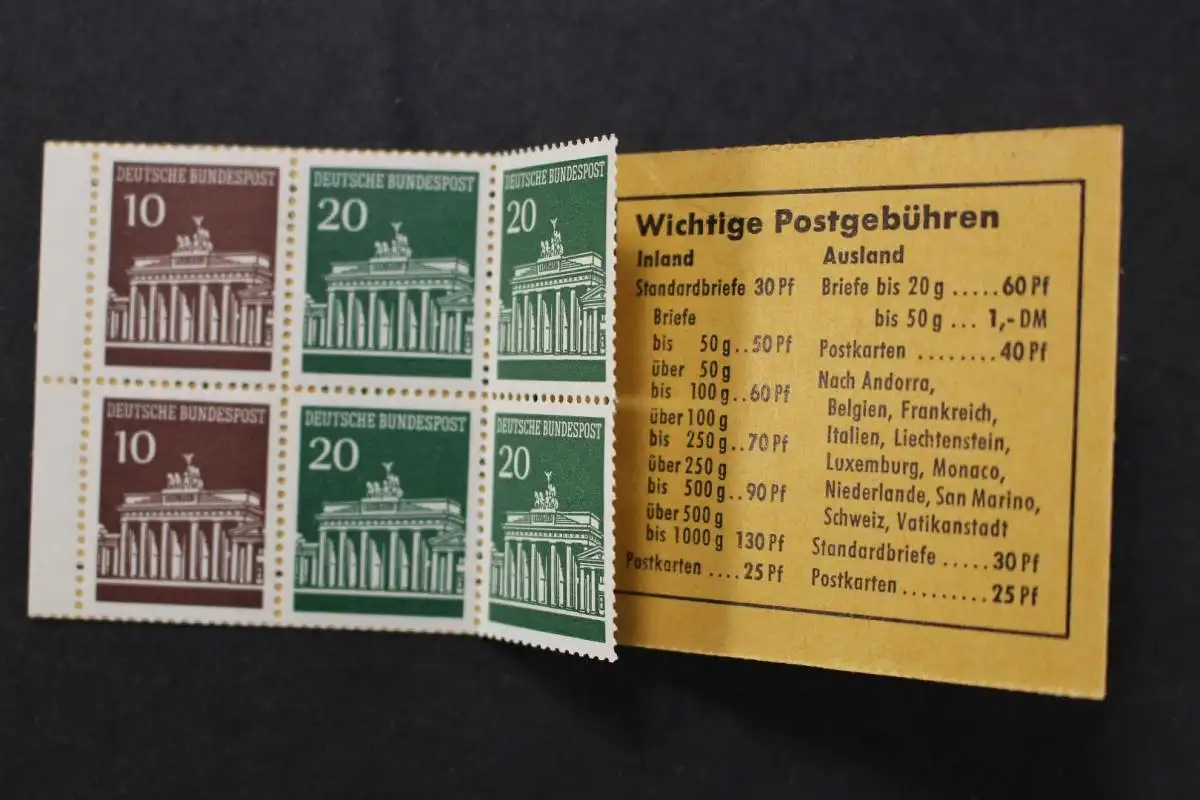 DEUTSCHE BUNDESPOST
10
DEUTSCHE BUNDESPOST
20
DEUTSCHE BUNDESPOST
20
DEUTSCHE BUNDESPOST
10
DEUTSCHE BUNDESPOST
20
DEUTSCHE BUNDESPOST
20
Wichtige Postgebühren
Inland
Standardbriefe 30 Pf
Briefe
bis 50 g..50 Pf
über 50 g
bis 100 g..60 Pf
über 100 g
bis 250 g..70 Pf
über 250 g
bis 500 g..90 Pf
über 500 g
bis 1000 g 130 Pf
Postkarten ....25 Pf
Ausland
Briefe bis 20 g .....60 Pf
bis 50 g ... 1,- DM
Postkarten ........40 Pf
Nach Andorra,
Belgien, Frankreich,
Italien, Liechtenstein,
Luxemburg, Monaco,
Niederlande, San Marino,
Schweiz, Vatikanstadt
Standardbriefe .....30 Pf
Postkarten .........25 Pf